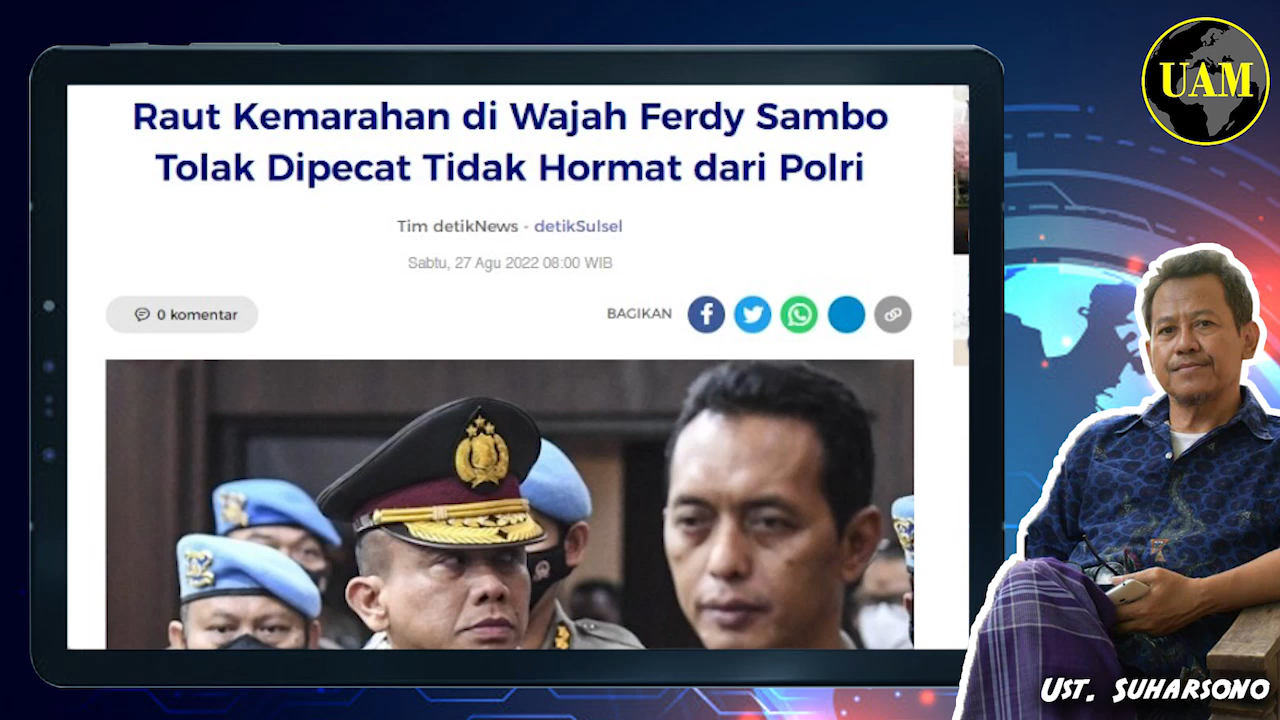 Raut Kemarahan di Wajah Ferdy Sambo
Tolak Dipecat Tidak Hormat dari Polri
Tim detikNews - detikSulsel
Sabtu, 27 Agu 2022 08:00 WIB
0 komentar
BAGIKAN
UAM
UST. SUHARSONO